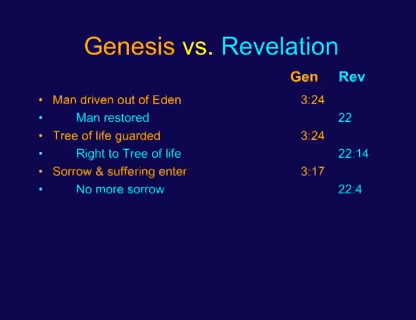 Genesis vs. Revelation
Gen Rev
• Man driven out of Eden 3:24
• Man restored 22
• Tree of life guarded 3:24
• Right to Tree of life 22:14
• Sorrow & suffering enter 3:17
• No more sorrow 22:4